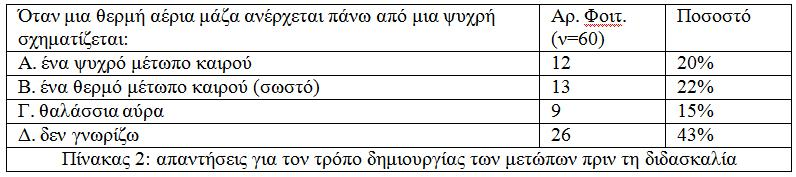 Όταν μια θερμή αέρια μάζα ανέρχεται πάνω από μια ψυχρή Αρ. Φοιτ. Ποσοστό
σχηματίζεται: (ν=60)
Α. ένα ψυχρό μέτωπο καιρού 12 20%
Β. ένα θερμό μέτωπο καιρού (σωστό) 13 22%
Γ. θαλάσσια αύρα 9 15%
Δ. δεν γνωρίζω 26 43%
Πίνακας 2: απαντήσεις για τον τρόπο δημιουργίας των μετώπων πριν τη διδασκαλία